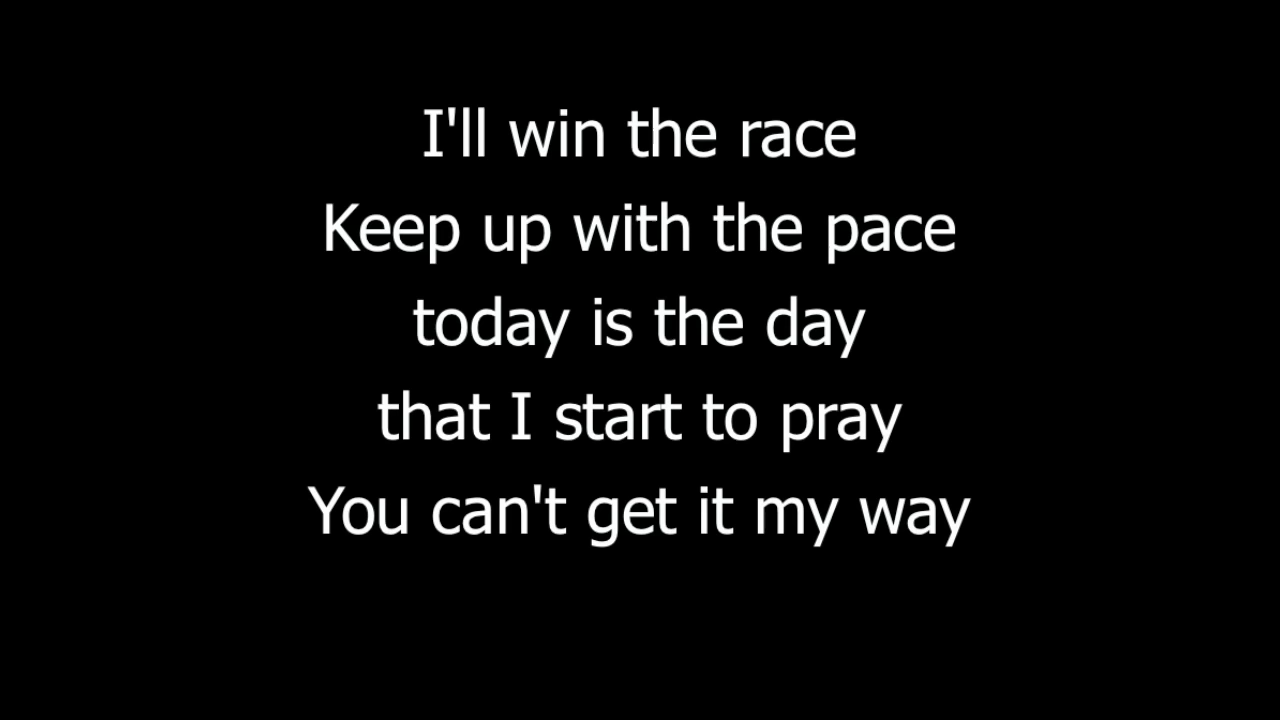 I'll win the race
Keep up with the pace
today is the day
that I start to pray
You can't get it my way